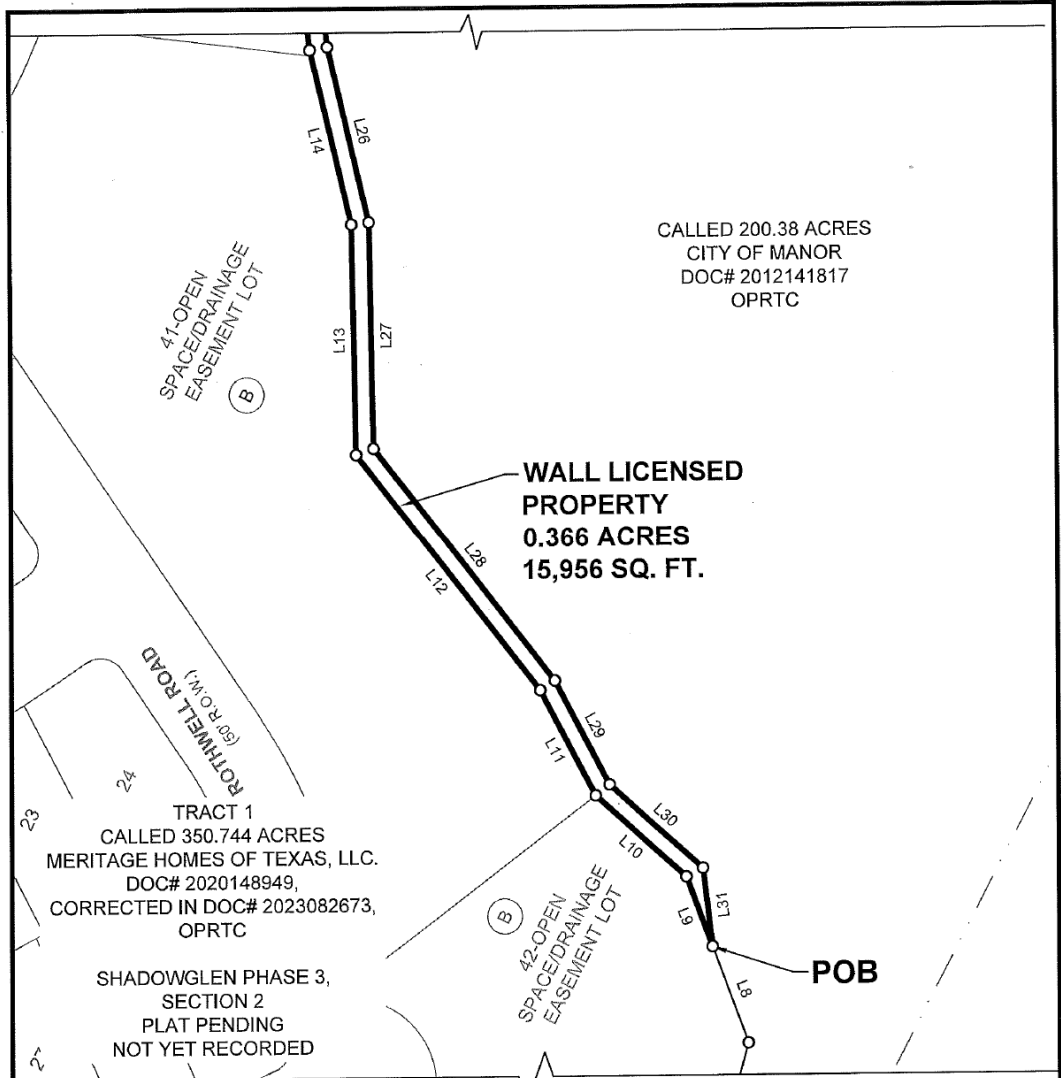 L14
L26
CALLED 200.38 ACRES
CITY OF MANOR
DOC# 2012141817
OPRTC
41-OPEN
SPACE/DRAINAGE
EASEMENT LOT
B
L13
L27
WALL LICENSED
PROPERTY
0.366 ACRES
15,956 SQ. FT.
L28
L12
ROTHWELL ROAD
(50' R.O.W.)
L29
L11
24
23
TRACT 1
CALLED 350.744 ACRES
MERITAGE HOMES OF TEXAS, LLC.
DOC# 2020148949,
CORRECTED IN DOC# 2023082673,
OPRTC
L30
L10
L9
L31
B
42-OPEN
SPACE/DRAINAGE
EASEMENT LOT
POB
L8
SHADOWGLEN PHASE 3,
SECTION 2
PLAT PENDING
NOT YET RECORDED
27